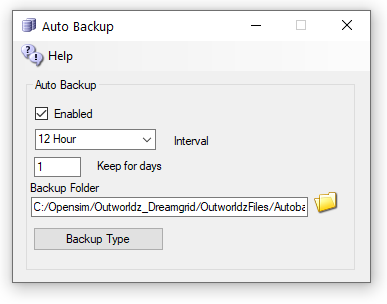 Auto Backup
Help
Auto Backup
Enabled
12 Hour Interval
1 Keep for days
Backup Folder
C:/Opensim/Outworldz_Dreamgrid/OutworldzFiles/Autoba
Backup Type